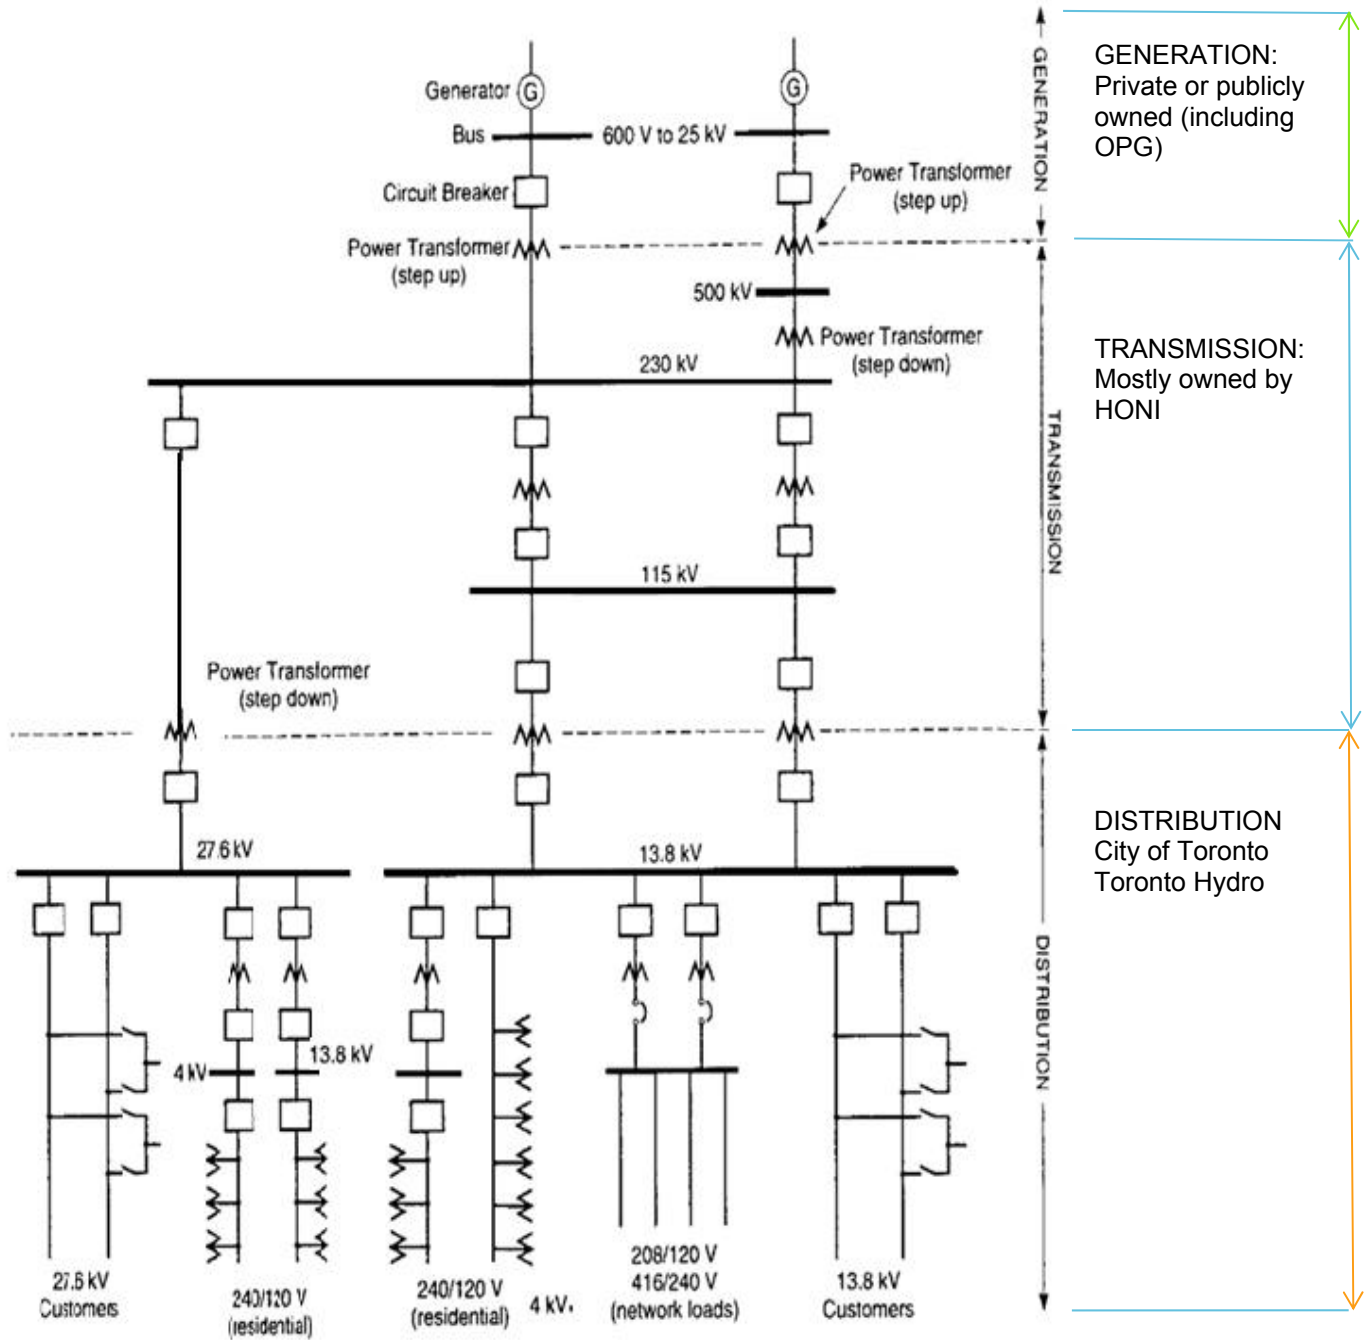 GENERATION
GENERATION:
Private or publicly
owned (including
OPG)
Generator
G
G
Bus
600 V to 25 kV
Circuit Breaker
Power Transformer
(step up)
Power Transformer
(step up)
500 kV
Power Transformer
(step down)
230 kV
TRANSMISSION
TRANSMISSION:
Mostly owned by
HONI
115 kV
Power Transformer
(step down)
27.6 kV
13.8 kV
DISTRIBUTION
DISTRIBUTION
City of Toronto
Toronto Hydro
4 kV
13.8 kV
27.6 kV
Customers
240/120 V
(residential)
240/120 V
(residential)
4 kV.
208/120 V
416/240 V
(network loads)
13.8 kV
Customers